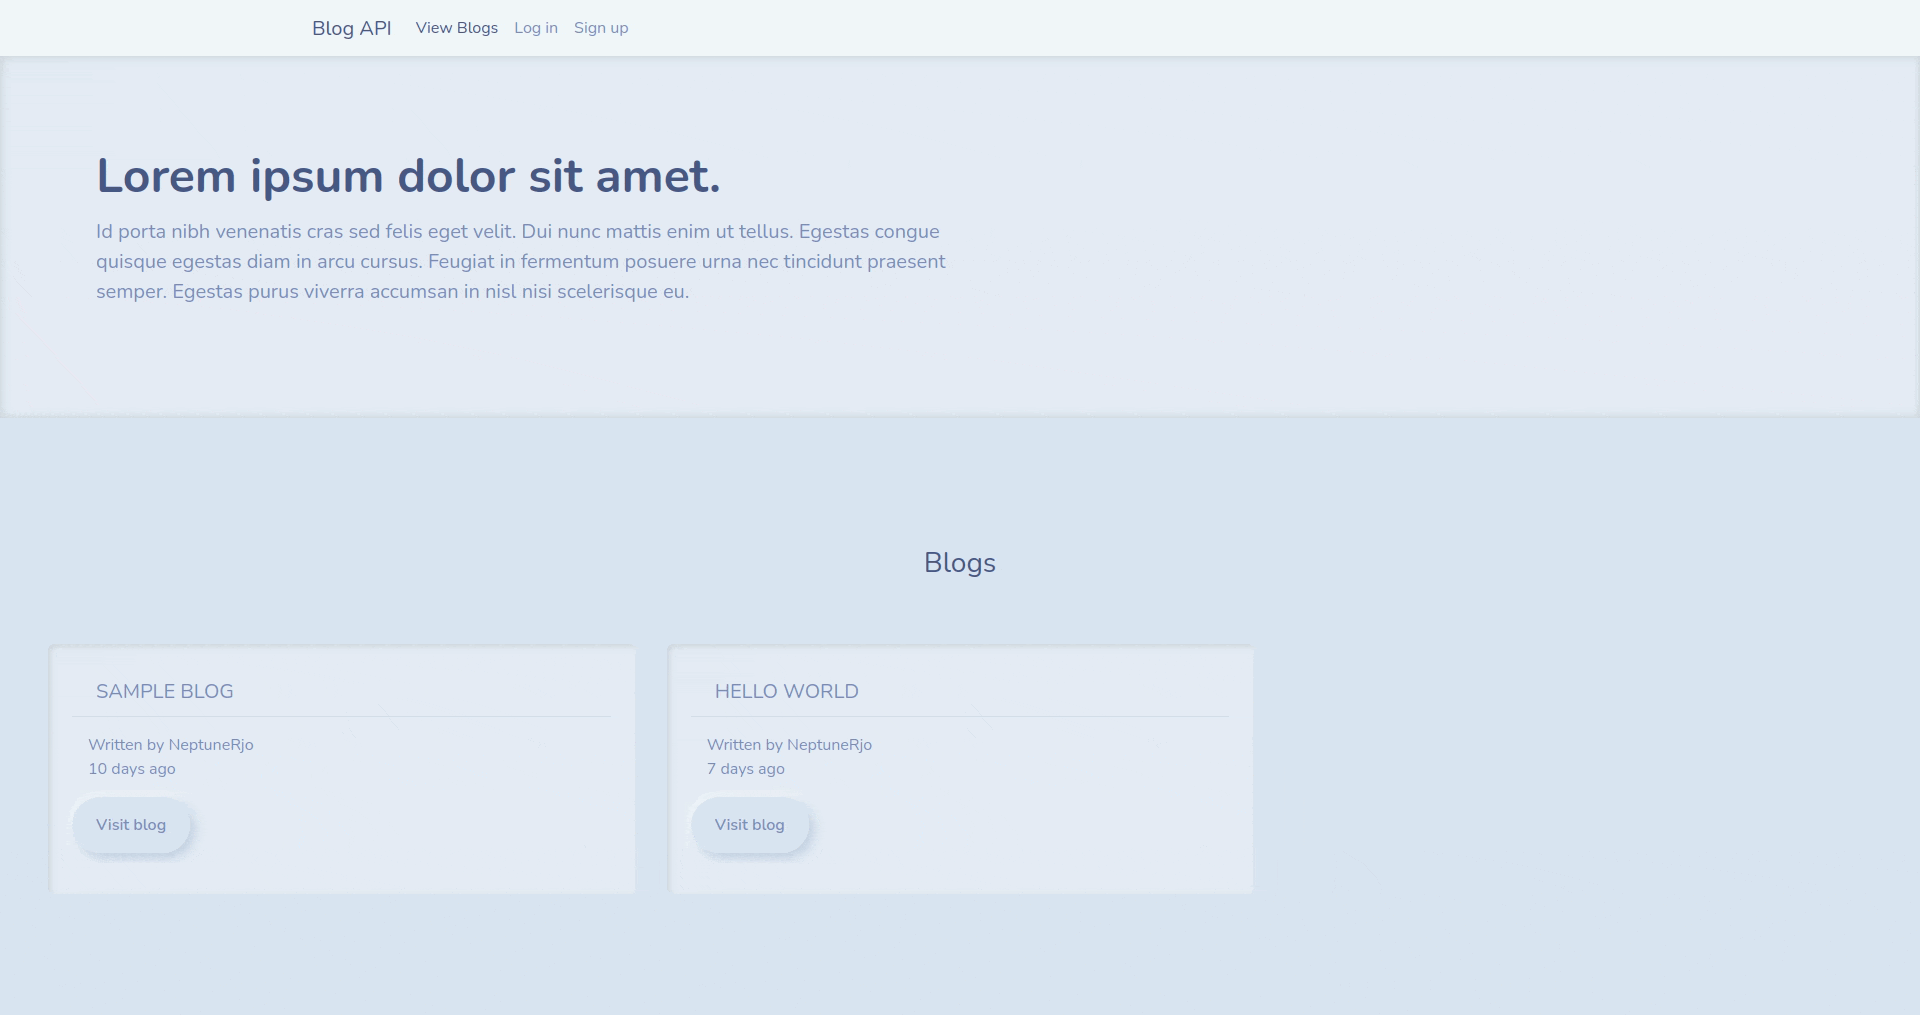 Blog API View Blogs Log in Sign up
Lorem ipsum dolor sit amet.
Id porta nibh venenatis cras sed felis eget velit. Dui nunc mattis enim ut tellus. Egestas congue
quisque egestas diam in arcu cursus. Feugiat in fermentum posuere urna nec tincidunt praesent
semper. Egestas purus viverra accumsan in nisl nisi scelerisque eu.
Blogs
SAMPLE BLOG
Written by NeptuneRjo
10 days ago
Visit blog
HELLO WORLD
Written by NeptuneRjo
7 days ago
Visit blog